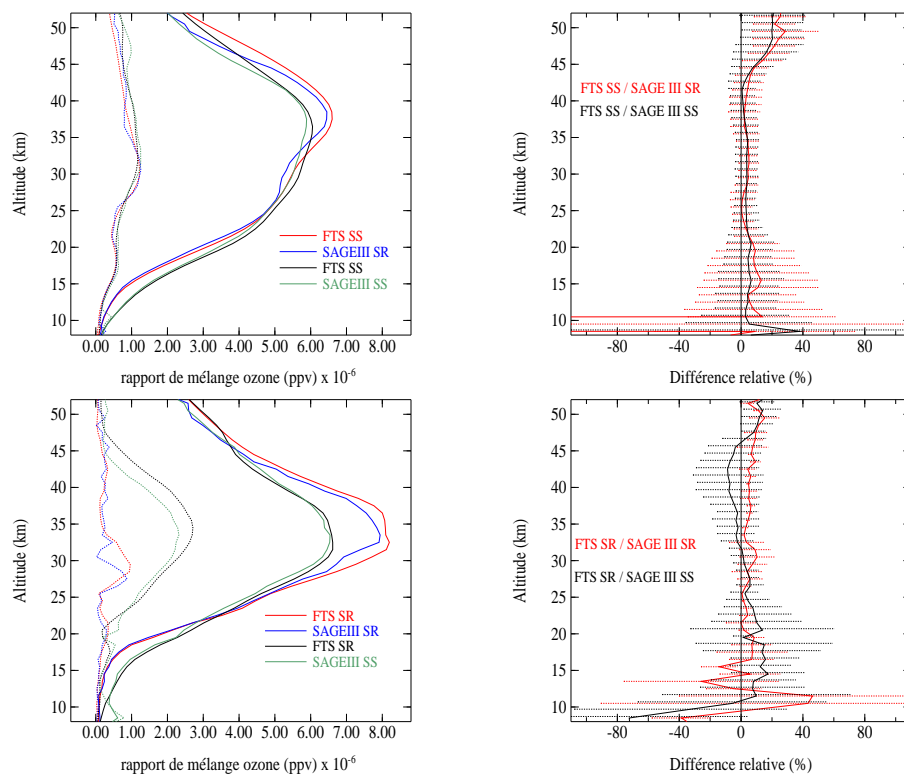 50
45
40
35
30
25
20
15
10
Altitude (km)
FTS SS
SAGEIII SR
FTS SS
SAGEIII SS
0.00 1.00 2.00 3.00 4.00 5.00 6.00 7.00 8.00
rapport de mélange ozone (ppv) x 10-6
50
45
40
35
30
25
20
15
10
Altitude (km)
FTS SS / SAGE III SR
FTS SS / SAGE III SS
-80 -40 0 40 80
Différence relative (%)
50
45
40
35
30
25
20
15
10
Altitude (km)
FTS SR
SAGEIII SR
FTS SR
SAGEIII SS
0.00 1.00 2.00 3.00 4.00 5.00 6.00 7.00 8.00
rapport de mélange ozone (ppv) x 10-6
50
45
40
35
30
25
20
15
10
Altitude (km)
FTS SR / SAGE III SR
FTS SR / SAGE III SS
-80 -40 0 40 80
Différence relative (%)